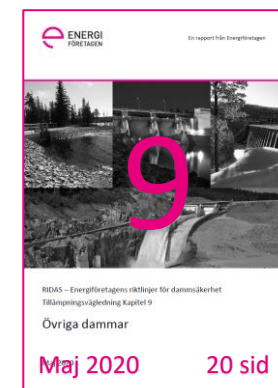 ENERGI
FÖRETAGEN
En rapport från Energiföretagen
9
RIDAS – Energiföretagens riktlinjer för dammsäkerhet
Tillämpningsvägledning Kapitel 9
Övriga dammar
Maj 2020 20 sid